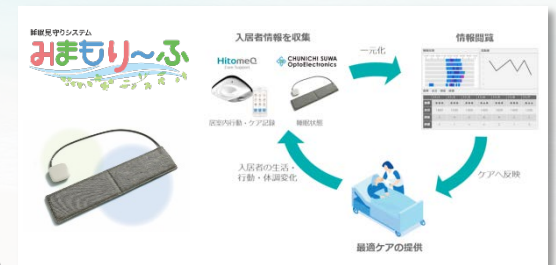 睡眠見守りシステム
みまもり〜ふ
入居者情報を収集
HitomeQ
Care Support
CHUNICHI SUWA
OptoElectronics
居室内行動・ケア記録
睡眠状態
一元化
情報閲覧
ケアへ反映
最適ケアの提供
入居者の生活・
行動・体調変化